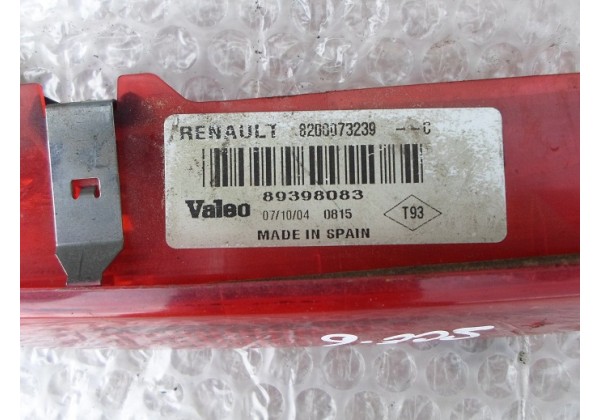 RENAULT 8200073239 --C
89398083
Valeo 07/10/04 0815 T93
MADE IN SPAIN